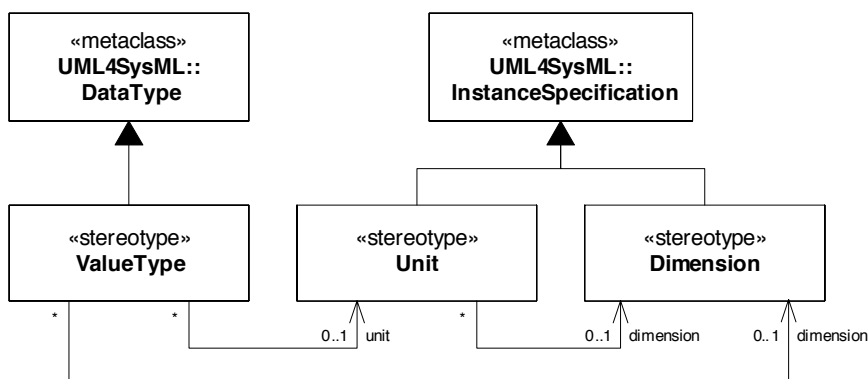 «metaclass»
UML4SysML::
DataType
«metaclass»
UML4SysML::
InstanceSpecification
«stereotype»
ValueType
«stereotype»
Unit
«stereotype»
Dimension
*
*
0..1 unit
*
0..1 dimension
0..1 dimension